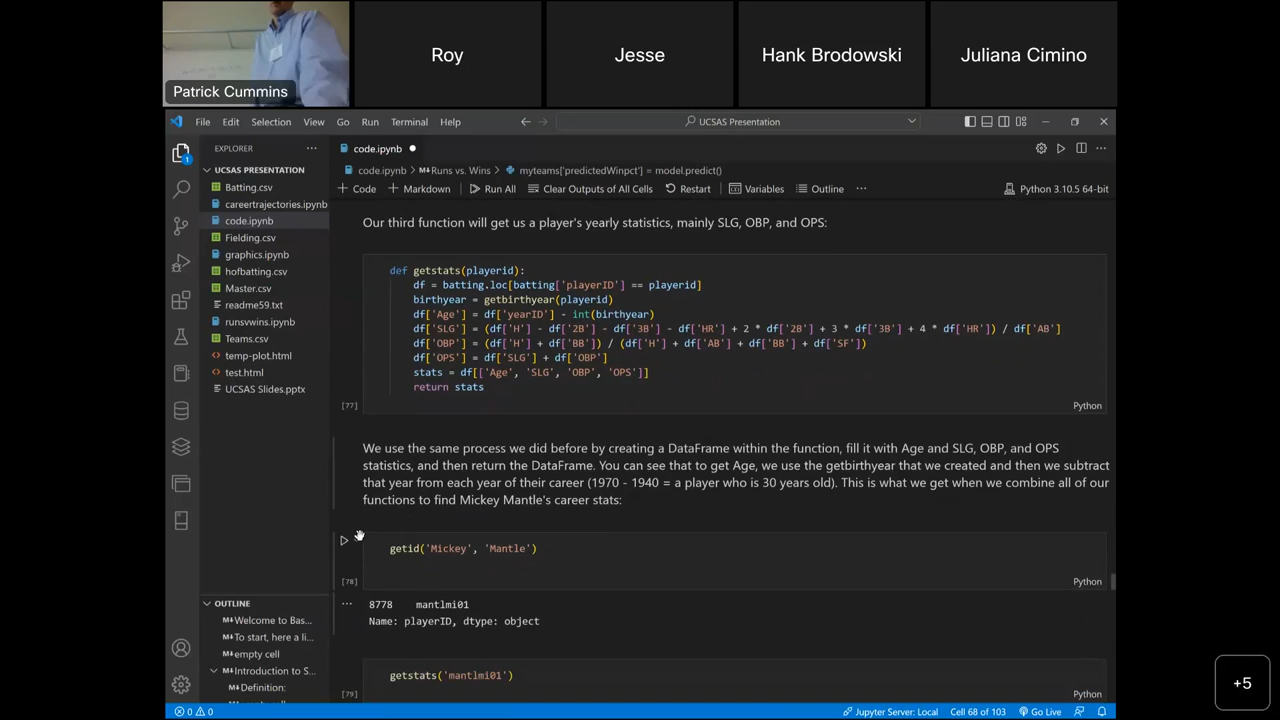 Patrick Cummins
Roy
Jesse
Hank Brodowski
Juliana Cimino
File Edit Selection View Go Run Terminal Help
UCSAS Presentation
EXPLORER
code.ipynb
code.ipynb > Runs vs. Wins > myteams['predictedWinpct'] = model.predict()
+ Code + Markdown Run All Clear Outputs of All Cells Restart Variables Outline ... Python 3.10.5 64-bit
UCSAS PRESENTATION
Batting.csv
careertrajectories.ipynb
code.ipynb
Fielding.csv
graphics.ipynb
hofbatting.csv
Master.csv
readme59.txt
runsvwins.ipynb
Teams.csv
temp-plot.html
test.html
UCSAS Slides.pptx
OUTLINE
Welcome to Bas...
To start, here a li...
empty cell
Introduction to S...
Definition:
empty cell
Our third function will get us a player's yearly statistics, mainly SLG, OBP, and OPS:
def getstats(playerid):
df = batting.loc[batting['playerID'] == playerid]
birthyear = getbirthyear(playerid)
df['Age'] = df['yearID'] - int(birthyear)
df['SLG'] = (df['H'] - df['2B'] - df['3B'] - df['HR'] + 2 * df['2B'] + 3 * df['3B'] + 4 * df['HR']) / df['AB']
df['OBP'] = (df['H'] + df['BB']) / (df['H'] + df['AB'] + df['BB'] + df['SF'])
df['OPS'] = df['SLG'] + df['OBP']
stats = df[['Age', 'SLG', 'OBP', 'OPS']]
return stats
[77]
Python
We use the same process we did before by creating a DataFrame within the function, fill it with Age and SLG, OBP, and OPS
statistics, and then return the DataFrame. You can see that to get Age, we use the getbirthyear that we created and then we subtract
that year from each year of their career (1970 - 1940 = a player who is 30 years old). This is what we get when we combine all of our
functions to find Mickey Mantle's career stats:
getid('Mickey', 'Mantle')
[78]
Python
8778 mantlmi01
Name: playerID, dtype: object
getstats('mantlmi01')
[79]
Python
0 0
Jupyter Server: Local Cell 68 of 103 Go Live
+5